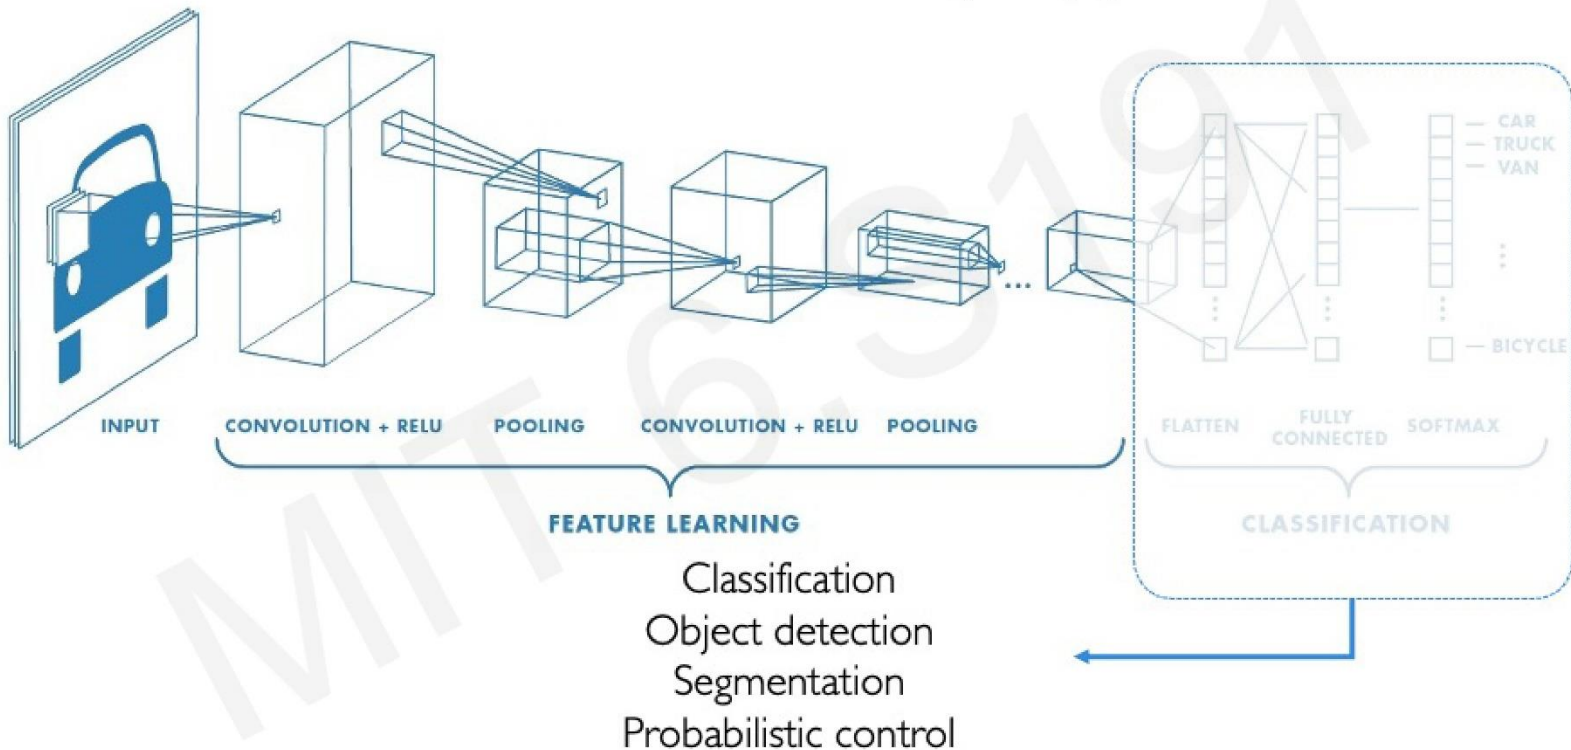 CAR
TRUCK
VAN
BICYCLE
INPUT
CONVOLUTION + RELU
POOLING
CONVOLUTION + RELU
POOLING
FLATTEN
FULLY
CONNECTED
SOFTMAX
FEATURE LEARNING
CLASSIFICATION
Classification
Object detection
Segmentation
Probabilistic control
MIT 6.S191